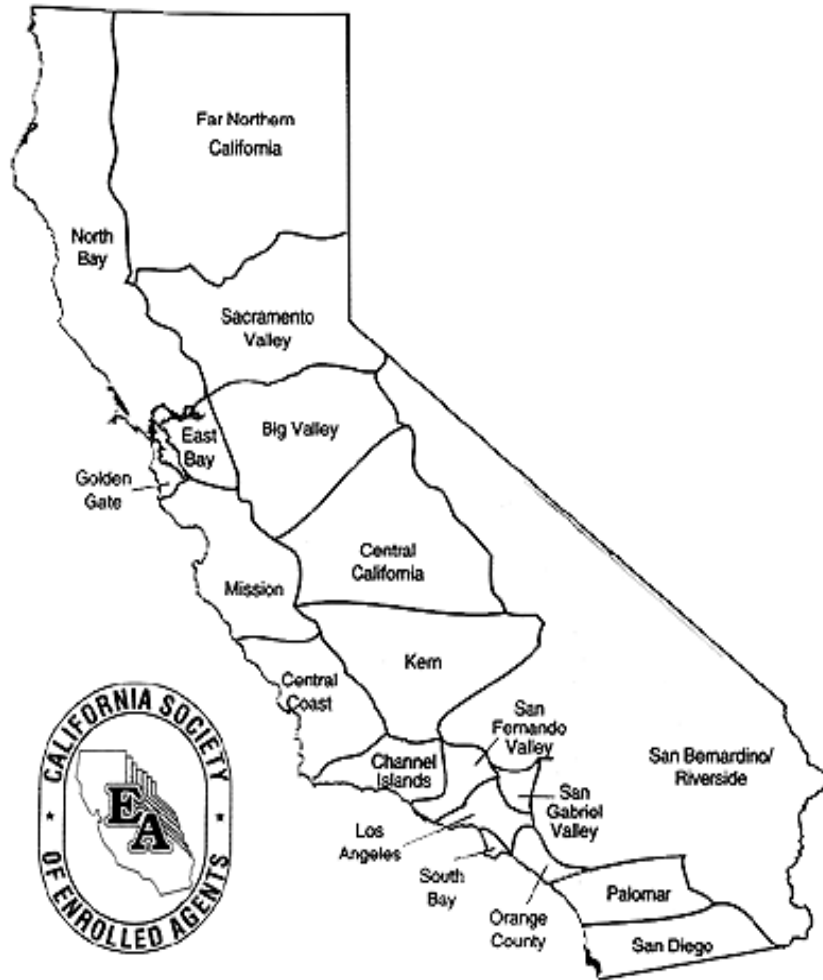 Far Northern
California
North
Bay
Sacramento
Valley
Big Valley
East
Bay
Golden
Gate
Central
California
Mission
Kern
Central
Coast
San
Fernando
Valley
Channel
Islands
San Bernardino/
Riverside
San
Gabriel
Valley
Los
Angeles
South
Bay
Orange
County
Palomar
San Diego
CALIFORNIA SOCIETY
EA
OF ENROLLED AGENTS